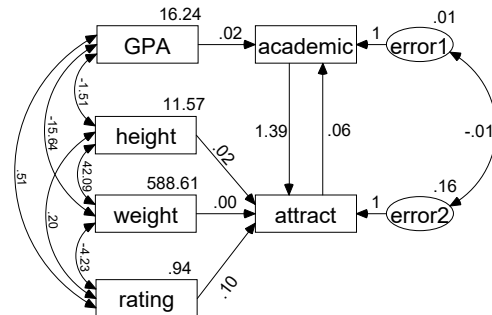 16.24
.01
GPA
.02
academic
1
error1
-1.51
11.57
-15.64
height
.02
1.39
.06
-.01
.51
42.09
588.61
.16
.20
weight
.00
attract
1
error2
-4.23
.94
.10
rating